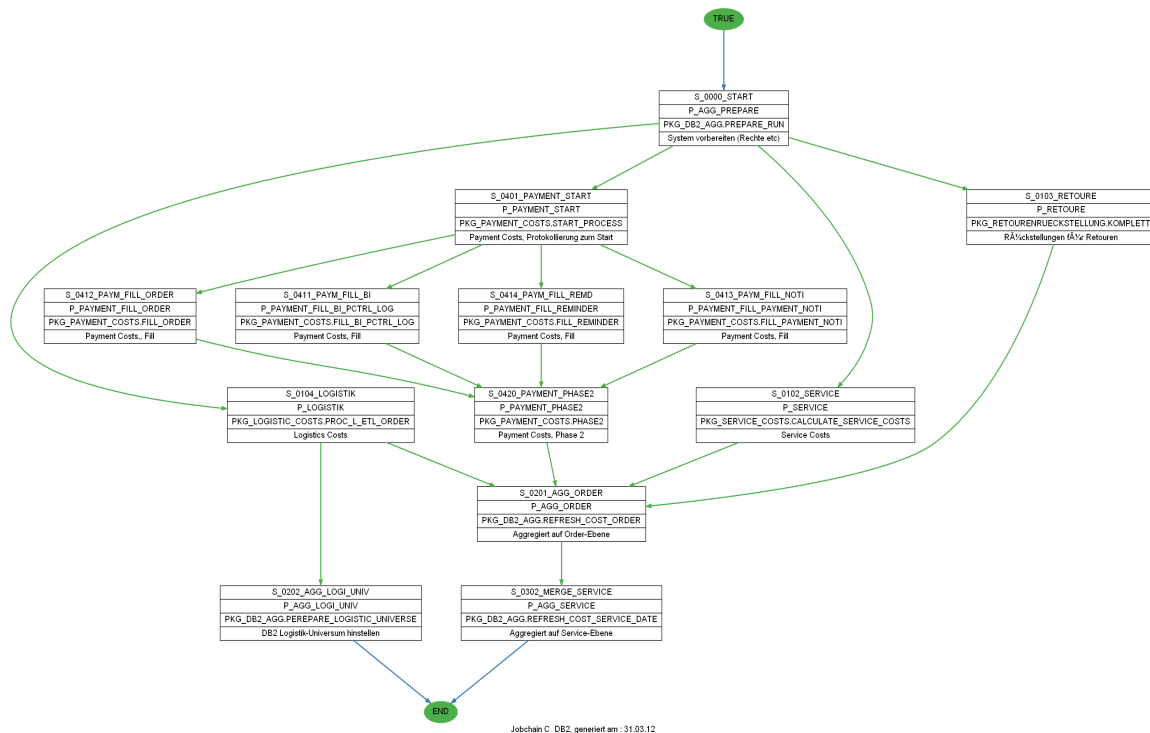 TRUE
S_0000_START
P_AGG_PREPARE
PKG_DB2_AGG.PREPARE_RUN
System vorbereiten (Rechte etc)
S_0401_PAYMENT_START
P_PAYMENT_START
PKG_PAYMENT_COSTS.START_PROCESS
Payment Costs, Protokollierung zum Start
S_0103_RETOURE
P_RETOURE
PKG_RETOURENRUECKSTELLUNG.KOMPLETT
RÃ¼ckstellungen fÃ¼r Retouren
S_0412_PAYM_FILL_ORDER
P_PAYMENT_FILL_ORDER
PKG_PAYMENT_COSTS.FILL_ORDER
Payment Costs,, Fill
S_0411_PAYM_FILL_BI
P_PAYMENT_FILL_BI_PCTRL_LOG
PKG_PAYMENT_COSTS.FILL_BI_PCTRL_LOG
Payment Costs, Fill
S_0414_PAYM_FILL_REMD
P_PAYMENT_FILL_REMINDER
PKG_PAYMENT_COSTS.FILL_REMINDER
Payment Costs, Fill
S_0413_PAYM_FILL_NOTI
P_PAYMENT_FILL_PAYMENT_NOTI
PKG_PAYMENT_COSTS.FILL_PAYMENT_NOTI
Payment Costs, Fill
S_0104_LOGISTIK
P_LOGISTIK
PKG_LOGISTIC_COSTS.PROC_L_ETL_ORDER
Logistics Costs
S_0420_PAYMENT_PHASE2
P_PAYMENT_PHASE2
PKG_PAYMENT_COSTS.PHASE2
Payment Costs, Phase 2
S_0102_SERVICE
P_SERVICE
PKG_SERVICE_COSTS.CALCULATE_SERVICE_COSTS
Service Costs
S_0201_AGG_ORDER
P_AGG_ORDER
PKG_DB2_AGG.REFRESH_COST_ORDER
Aggregiert auf Order-Ebene
S_0202_AGG_LOGI_UNIV
P_AGG_LOGI_UNIV
PKG_DB2_AGG.PEREPARE_LOGISTIC_UNIVERSE
DB2 Logistik-Universum hinstellen
S_0302_MERGE_SERVICE
P_AGG_SERVICE
PKG_DB2_AGG.REFRESH_COST_SERVICE_DATE
Aggregiert auf Service-Ebene
END
Jobchain C_DB2, generiert am : 31.03.12